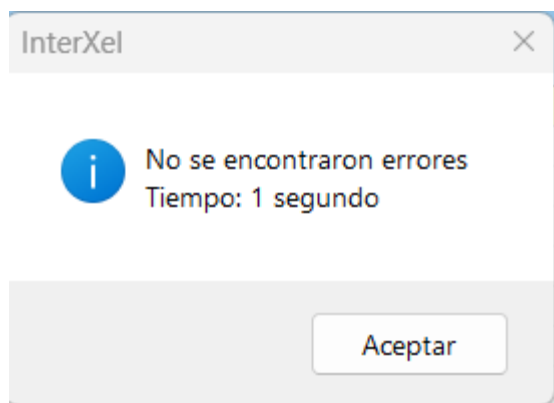 InterXel
No se encontraron errores
Tiempo: 1 segundo
Aceptar